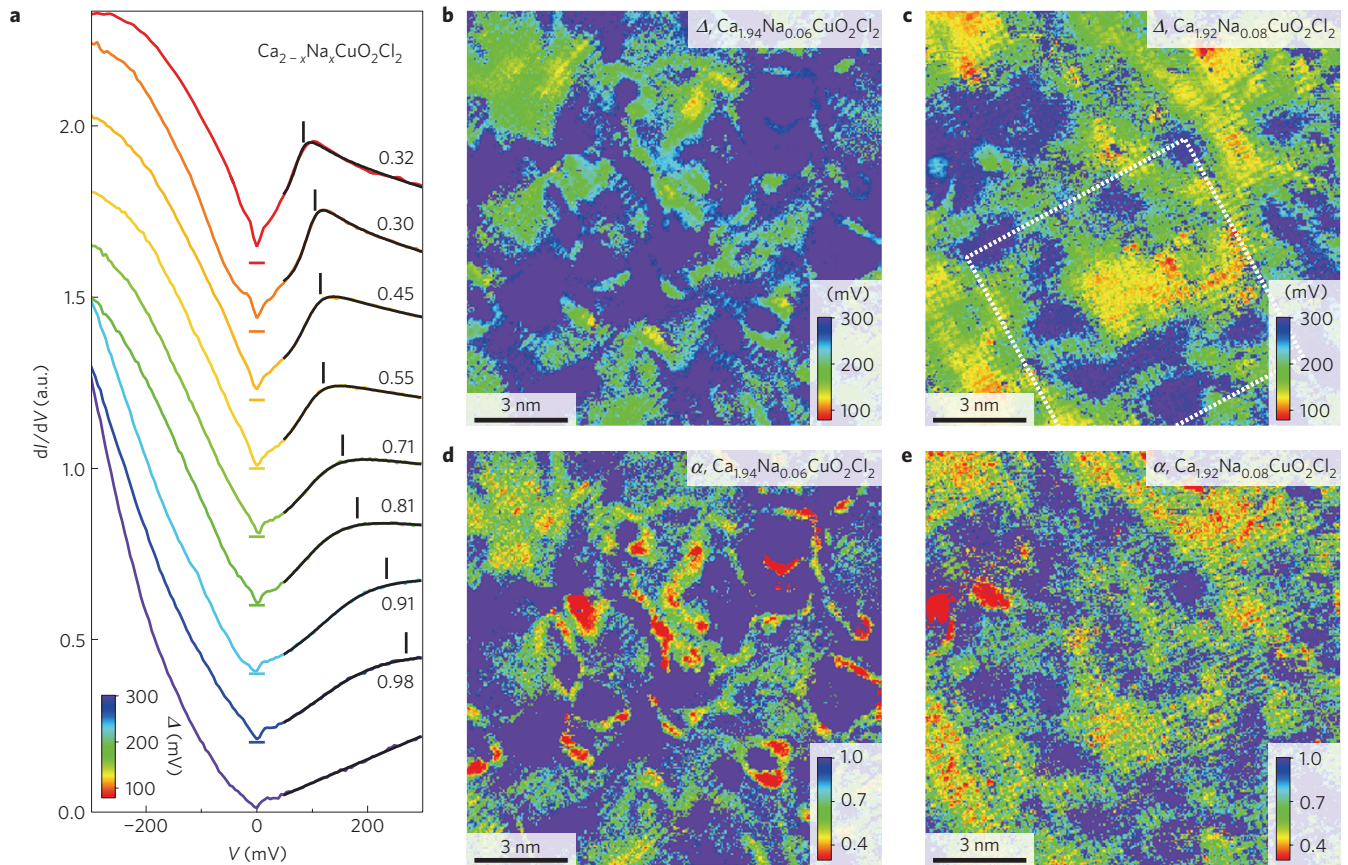 a
Ca2−xNaxCuO2Cl2
2.0
1.5
1.0
0.5
0.0
0.32
0.30
0.45
0.55
0.71
0.81
0.91
0.98
300
200
100
Δ (mV)
−200
0
200
V (mV)
dI/dV (a.u.)
b
Δ, Ca1.94Na0.06CuO2Cl2
(mV)
300
200
100
3 nm
c
Δ, Ca1.92Na0.08CuO2Cl2
(mV)
300
200
100
3 nm
d
α, Ca1.94Na0.06CuO2Cl2
1.0
0.7
0.4
3 nm
e
α, Ca1.92Na0.08CuO2Cl2
1.0
0.7
0.4
3 nm